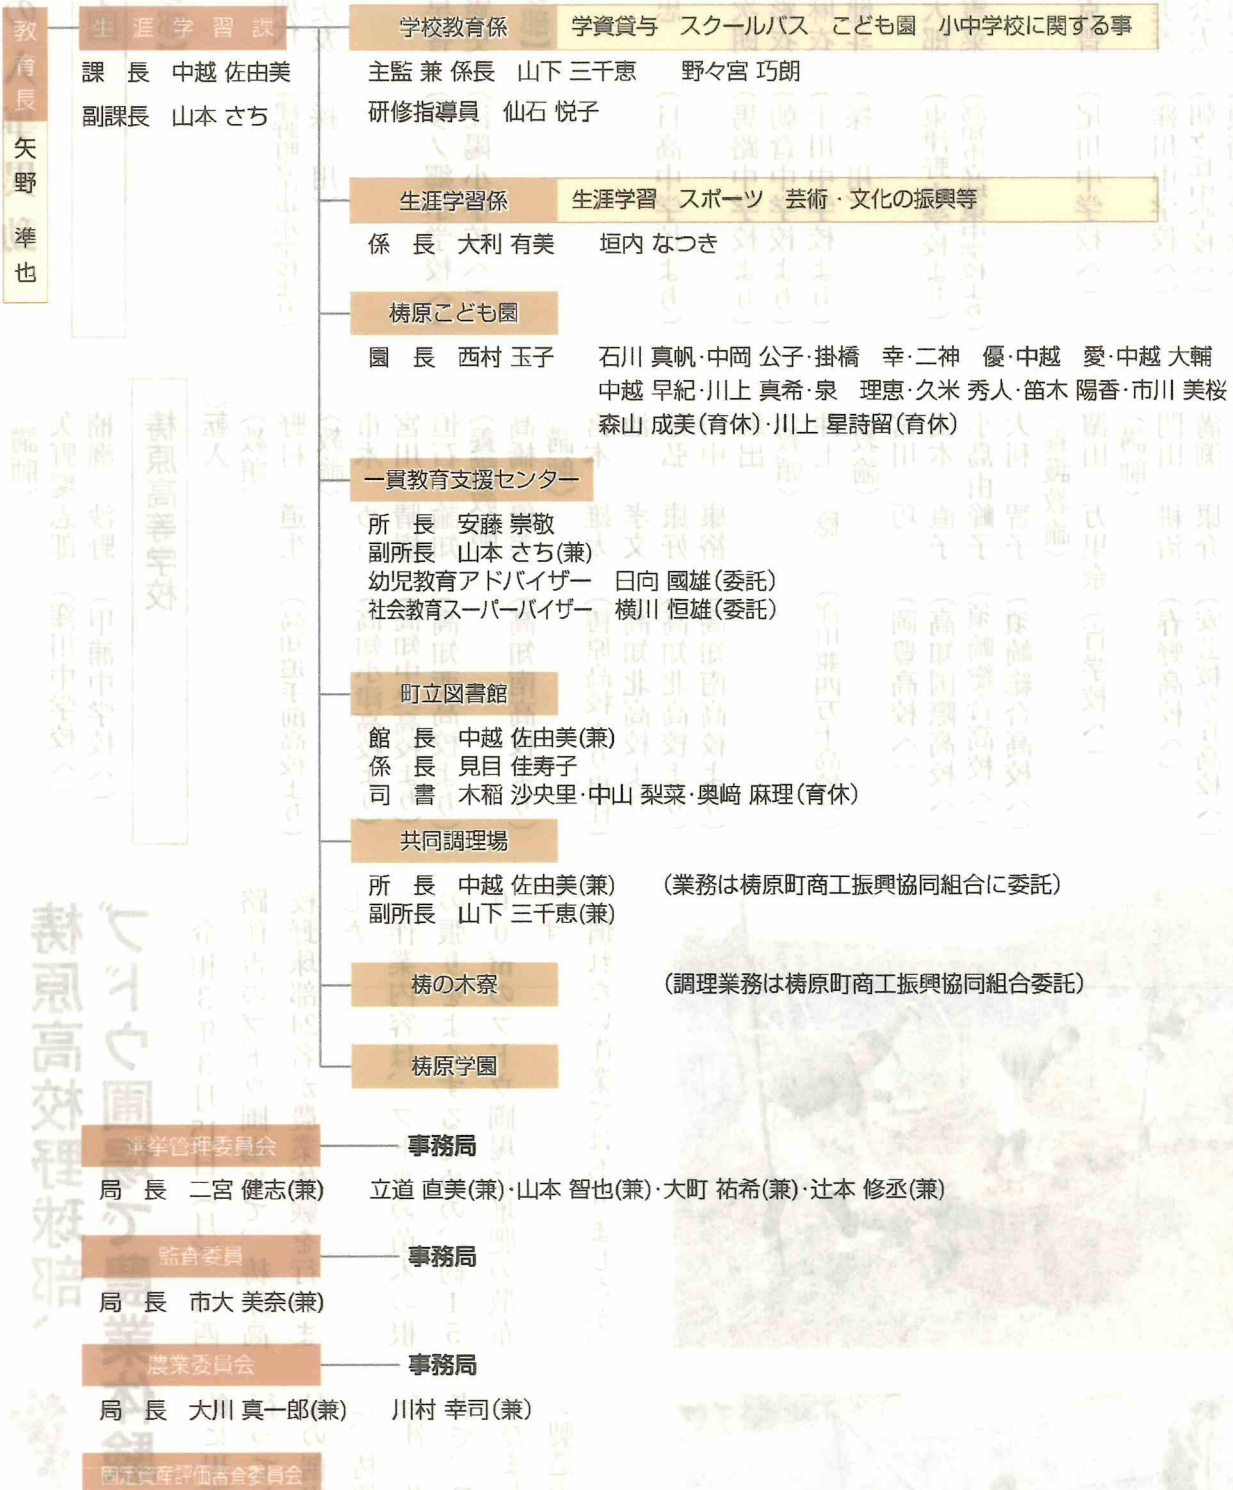 教育長
矢野 準也
生涯学習課
課　長　中越 佐由美
副課長　山本 さち
学校教育係　学資貸与　スクールバス　こども園　小中学校に関する事
主監 兼 係長　山下 三千恵　野々宮 巧朗
研修指導員　仙石 悦子
生涯学習係　生涯学習　スポーツ　芸術・文化の振興等
係　長　大利 有美　垣内 なつき
梼原こども園
園　長　西村 玉子　石川 真帆・中岡 公子・掛橋　幸・二神　優・中越　愛・中越 大輔
中越 早紀・川上 真希・泉　理恵・久米 秀人・笛木 陽香・市川 美桜
森山 成美(育休)・川上 星詩留(育休)
一貫教育支援センター
所　長　安藤 崇敬
副所長　山本 さち(兼)
幼児教育アドバイザー　日向 國雄(委託)
社会教育スーパーバイザー　横川 恒雄(委託)
町立図書館
館　長　中越 佐由美(兼)
係　長　見目 佳寿子
司　書　木稲 沙央里・中山 梨菜・奥﨑 麻理(育休)
共同調理場
所　長　中越 佐由美(兼)　(業務は梼原町商工振興協同組合に委託)
副所長　山下 三千恵(兼)
梼の木寮　(調理業務は梼原町商工振興協同組合委託)
梼原学園
選挙管理委員会　事務局
局　長　二宮 健志(兼)　立道 直美(兼)・山本 智也(兼)・大町 祐希(兼)・辻本 修丞(兼)
監査委員　事務局
局　長　市大 美奈(兼)
農業委員会　事務局
局　長　大川 真一郎(兼)　川村 幸司(兼)
固定資産評価審査委員会